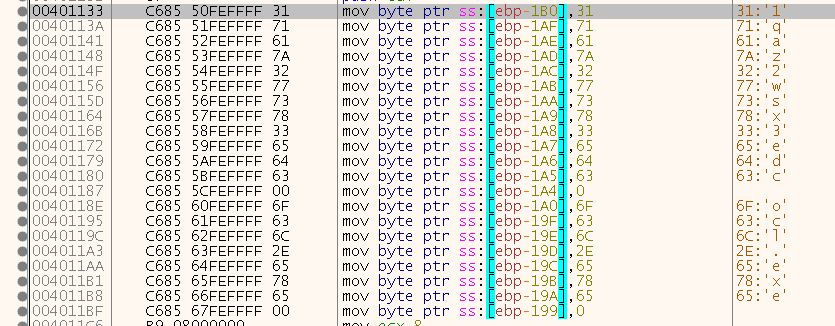 00401133 C685 50FEFFFF 31 mov byte ptr ss:[ebp-1B0],31 31:'1'
0040113A C685 51FEFFFF 71 mov byte ptr ss:[ebp-1AF],71 71:'q'
00401141 C685 52FEFFFF 61 mov byte ptr ss:[ebp-1AE],61 61:'a'
00401148 C685 53FEFFFF 7A mov byte ptr ss:[ebp-1AD],7A 7A:'z'
0040114F C685 54FEFFFF 32 mov byte ptr ss:[ebp-1AC],32 32:'2'
00401156 C685 55FEFFFF 77 mov byte ptr ss:[ebp-1AB],77 77:'w'
0040115D C685 56FEFFFF 73 mov byte ptr ss:[ebp-1AA],73 73:'s'
00401164 C685 57FEFFFF 78 mov byte ptr ss:[ebp-1A9],78 78:'x'
0040116B C685 58FEFFFF 33 mov byte ptr ss:[ebp-1A8],33 33:'3'
00401172 C685 59FEFFFF 65 mov byte ptr ss:[ebp-1A7],65 65:'e'
00401179 C685 5AFEFFFF 64 mov byte ptr ss:[ebp-1A6],64 64:'d'
00401180 C685 5BFEFFFF 63 mov byte ptr ss:[ebp-1A5],63 63:'c'
00401187 C685 5CFEFFFF 00 mov byte ptr ss:[ebp-1A4],0
0040118E C685 60FEFFFF 6F mov byte ptr ss:[ebp-1A0],6F 6F:'o'
00401195 C685 61FEFFFF 63 mov byte ptr ss:[ebp-19F],63 63:'c'
0040119C C685 62FEFFFF 6C mov byte ptr ss:[ebp-19E],6C 6C:'l'
004011A3 C685 63FEFFFF 2E mov byte ptr ss:[ebp-19D],2E 2E:'.'
004011AA C685 64FEFFFF 65 mov byte ptr ss:[ebp-19C],65 65:'e'
004011B1 C685 65FEFFFF 78 mov byte ptr ss:[ebp-19B],78 78:'x'
004011B8 C685 66FEFFFF 65 mov byte ptr ss:[ebp-19A],65 65:'e'
004011BF C685 67FEFFFF 00 mov byte ptr ss:[ebp-199],0